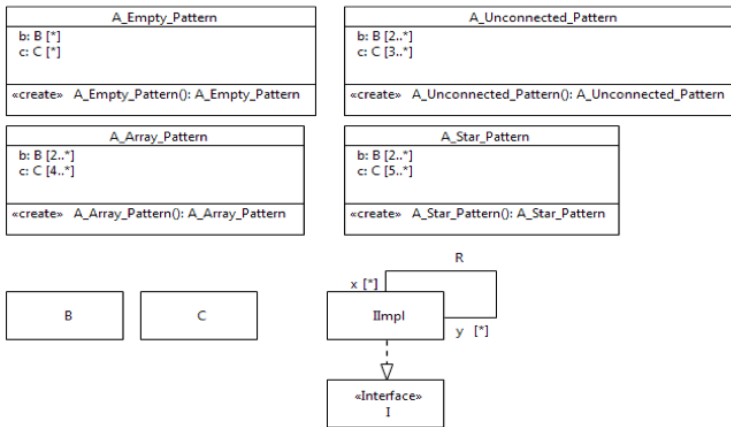 A_Empty_Pattern
b: B [*]
c: C [*]
«create» A_Empty_Pattern(): A_Empty_Pattern
A_Unconnected_Pattern
b: B [2..*]
c: C [3..*]
«create» A_Unconnected_Pattern(): A_Unconnected_Pattern
A_Array_Pattern
b: B [2..*]
c: C [4..*]
«create» A_Array_Pattern(): A_Array_Pattern
A_Star_Pattern
b: B [2..*]
c: C [5..*]
«create» A_Star_Pattern(): A_Star_Pattern
R
x [*]
B
C
IImpl
y [*]
«Interface»
I